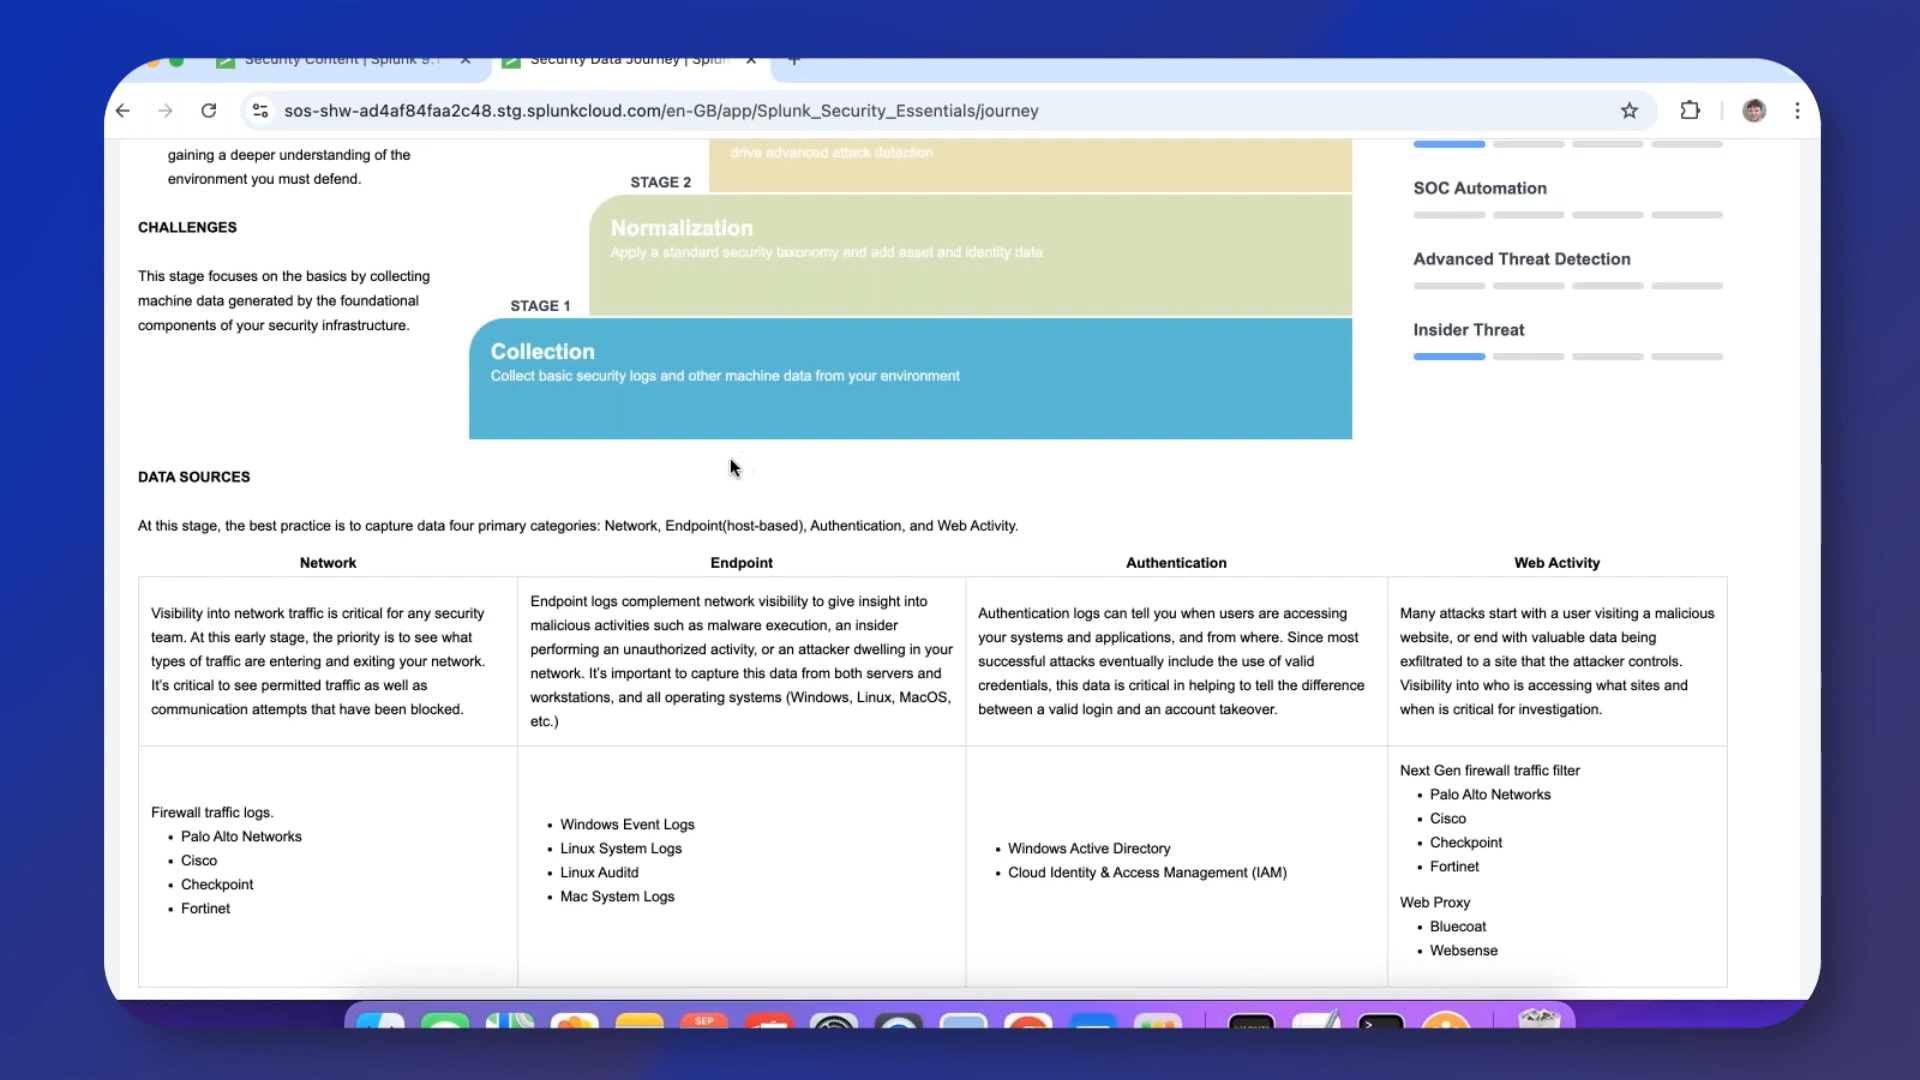 Security Content | Splunk 9.1
Security Data Journey | Splun
sos-shw-ad4af84faa2c48.stg.splunkcloud.com/en-GB/app/Splunk_Security_Essentials/journey
gaining a deeper understanding of the
environment you must defend.
CHALLENGES
This stage focuses on the basics by collecting
machine data generated by the foundational
components of your security infrastructure.
drive advanced attack detection
STAGE 2
Normalization
Apply a standard security taxonomy and add asset and identity data
STAGE 1
Collection
Collect basic security logs and other machine data from your environment
SOC Automation
Advanced Threat Detection
Insider Threat
DATA SOURCES
At this stage, the best practice is to capture data four primary categories: Network, Endpoint(host-based), Authentication, and Web Activity.
Network
Endpoint
Authentication
Web Activity
Visibility into network traffic is critical for any security
team. At this early stage, the priority is to see what
types of traffic are entering and exiting your network.
It's critical to see permitted traffic as well as
communication attempts that have been blocked.
Endpoint logs complement network visibility to give insight into
malicious activities such as malware execution, an insider
performing an unauthorized activity, or an attacker dwelling in your
network. It's important to capture this data from both servers and
workstations, and all operating systems (Windows, Linux, MacOS,
etc.)
Authentication logs can tell you when users are accessing
your systems and applications, and from where. Since most
successful attacks eventually include the use of valid
credentials, this data is critical in helping to tell the difference
between a valid login and an account takeover.
Many attacks start with a user visiting a malicious
website, or end with valuable data being
exfiltrated to a site that the attacker controls.
Visibility into who is accessing what sites and
when is critical for investigation.
Firewall traffic logs.
• Palo Alto Networks
• Cisco
• Checkpoint
• Fortinet
• Windows Event Logs
• Linux System Logs
• Linux Auditd
• Mac System Logs
• Windows Active Directory
• Cloud Identity & Access Management (IAM)
Next Gen firewall traffic filter
• Palo Alto Networks
• Cisco
• Checkpoint
• Fortinet
Web Proxy
• Bluecoat
• Websense
SEP